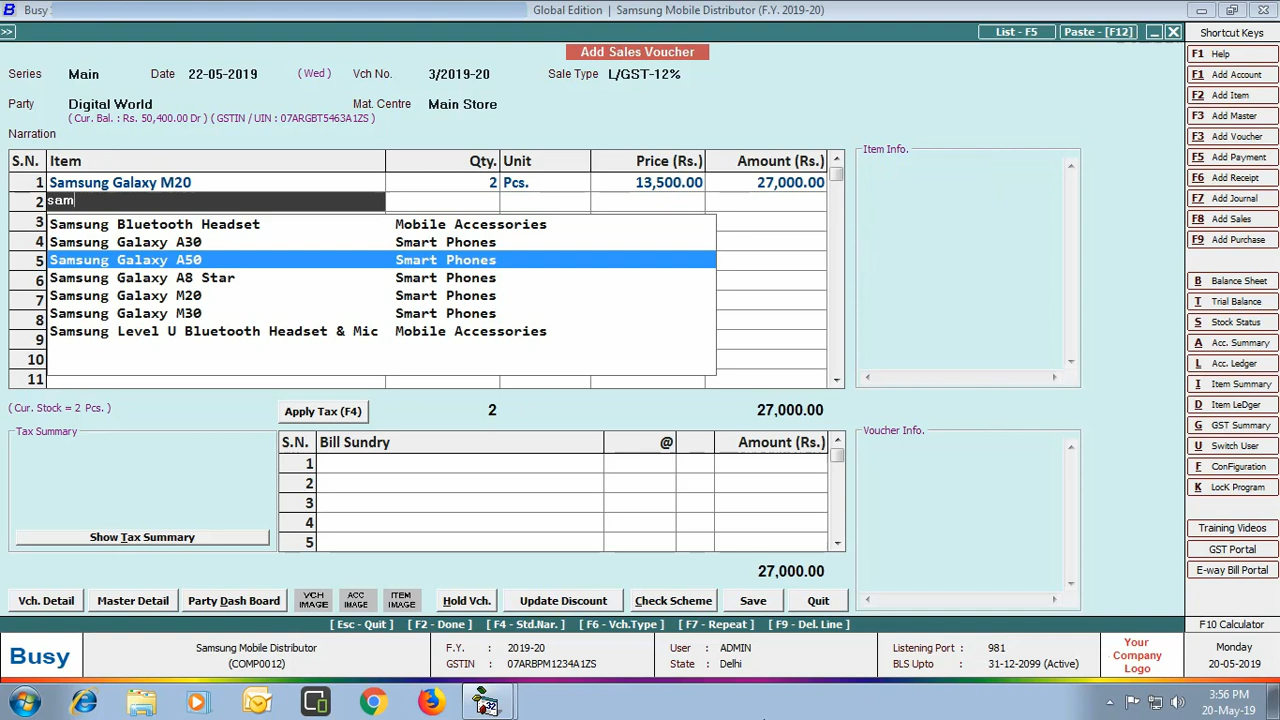 Busy
Global Edition | Samsung Mobile Distributor (F.Y. 2019-20)
>>
List - F5
Paste - [F12]
Shortcut Keys
Add Sales Voucher
Series Main Date 22-05-2019 (Wed) Vch No. 3/2019-20 Sale Type L/GST-12%
Party Digital World Mat. Centre Main Store
( Cur. Bal. : Rs. 50,400.00 Dr ) ( GSTIN / UIN : 07ARGBT5463A1ZS )
Narration
S.N. Item Qty. Unit Price (Rs.) Amount (Rs.)
1 Samsung Galaxy M20 2 Pcs. 13,500.00 27,000.00
2 sam
3
Samsung Bluetooth Headset Mobile Accessories
4 Samsung Galaxy A30 Smart Phones
5 Samsung Galaxy A50 Smart Phones
6 Samsung Galaxy A8 Star Smart Phones
7 Samsung Galaxy M20 Smart Phones
8 Samsung Galaxy M30 Smart Phones
9 Samsung Level U Bluetooth Headset & Mic Mobile Accessories
10
11
Item Info.
( Cur. Stock = 2 Pcs. ) Apply Tax (F4) 2 27,000.00
Tax Summary
S.N. Bill Sundry @ Amount (Rs.)
1
2
3
4
5
Show Tax Summary
Voucher Info.
27,000.00
Vch. Detail Master Detail Party Dash Board VCH IMAGE ACC IMAGE ITEM IMAGE Hold Vch. Update Discount Check Scheme Save Quit
[ Esc - Quit ] [ F2 - Done ] [ F4 - Std.Nar. ] [ F6 - Vch.Type ] [ F7 - Repeat ] [ F9 - Del. Line ]
F1 Help
F1 Add Account
F2 Add Item
F3 Add Master
F3 Add Voucher
F5 Add Payment
F6 Add Receipt
F7 Add Journal
F8 Add Sales
F9 Add Purchase
B Balance Sheet
T Trial Balance
S Stock Status
A Acc. Summary
L Acc. Ledger
I Item Summary
D Item LeDger
G GST Summary
U Switch User
F ConFiguration
K LocK Program
Training Videos
GST Portal
E-way Bill Portal
F10 Calculator
Busy
Samsung Mobile Distributor
(COMP0012)
F.Y. : 2019-20
GSTIN : 07ARBPM1234A1ZS
User : ADMIN
State : Delhi
Listening Port : 981
BLS Upto : 31-12-2099 (Active)
Your
Company
Logo
Monday
20-05-2019
32
3:56 PM
20-May-19